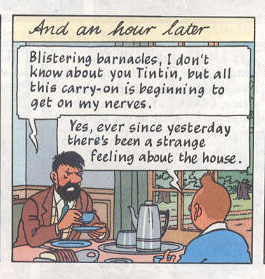 And an hour later
Blistering barnacles, I don't
know about you Tintin, but all
this carry-on is beginning to
get on my nerves.
Yes, ever since yesterday
there's been a strange
feeling about the house.